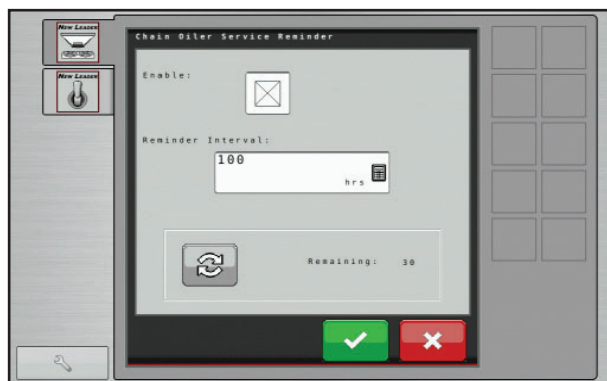 New Leader
Chain Oiler Service Reminder
New Leader
Enable:
Reminder Interval:
100
hrs
Remaining: 30